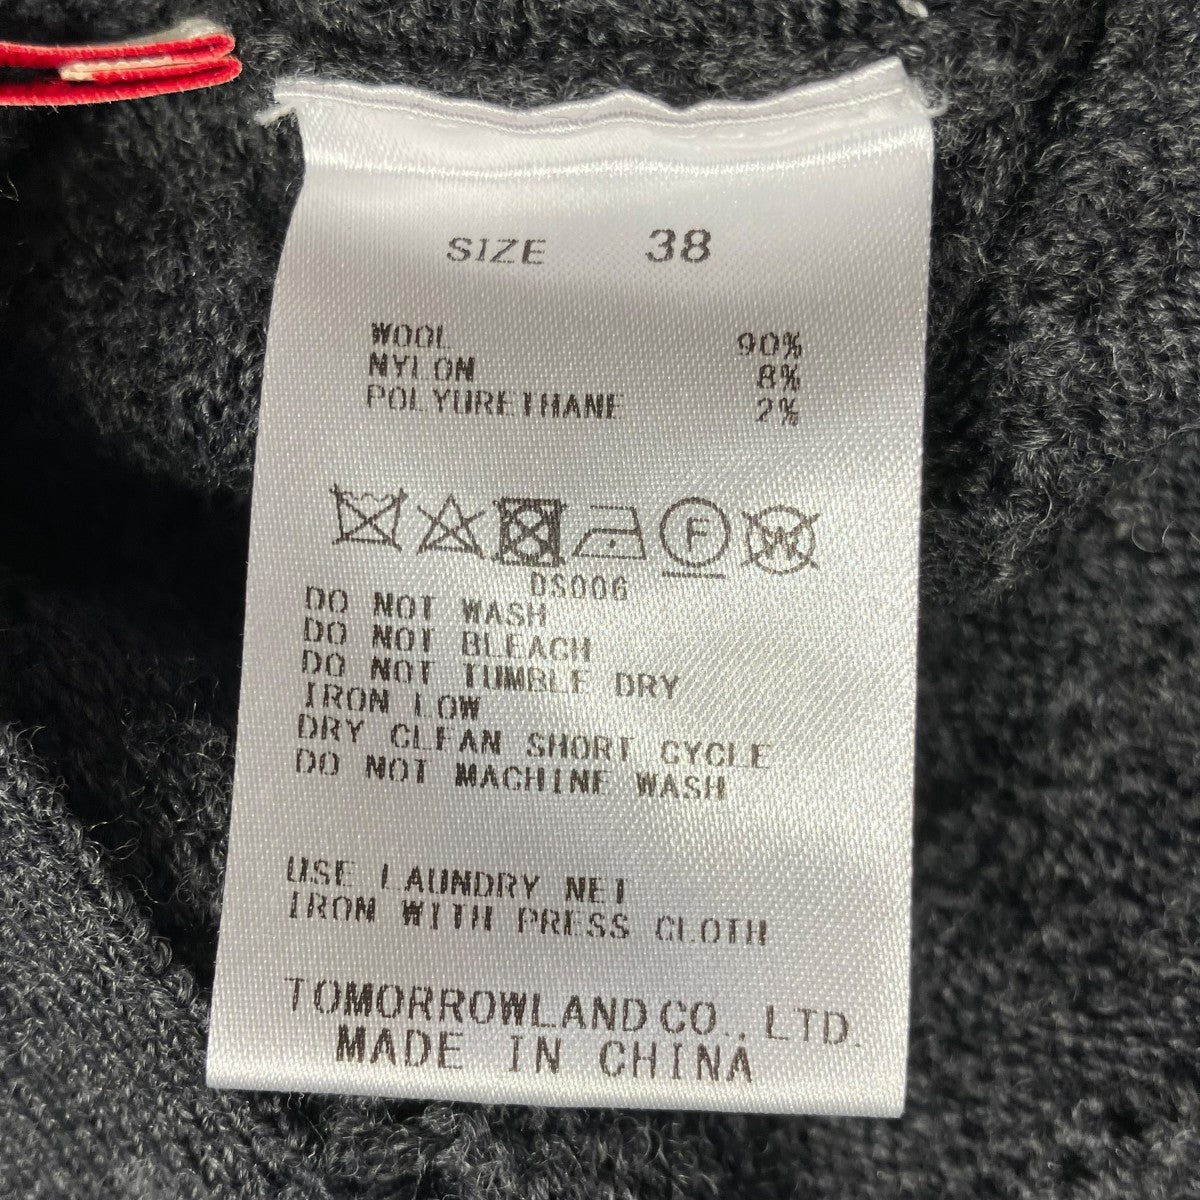 SIZE 38
WOOL 90%
NYLON 8%
POLYURETHANE 2%
F W
DS006
DO NOT WASH
DO NOT BLEACH
DO NOT TUMBLE DRY
IRON LOW
DRY CLEAN SHORT CYCLE
DO NOT MACHINE WASH
USE LAUNDRY NET
IRON WITH PRESS CLOTH
TOMORROWLAND CO., LTD.
MADE IN CHINA